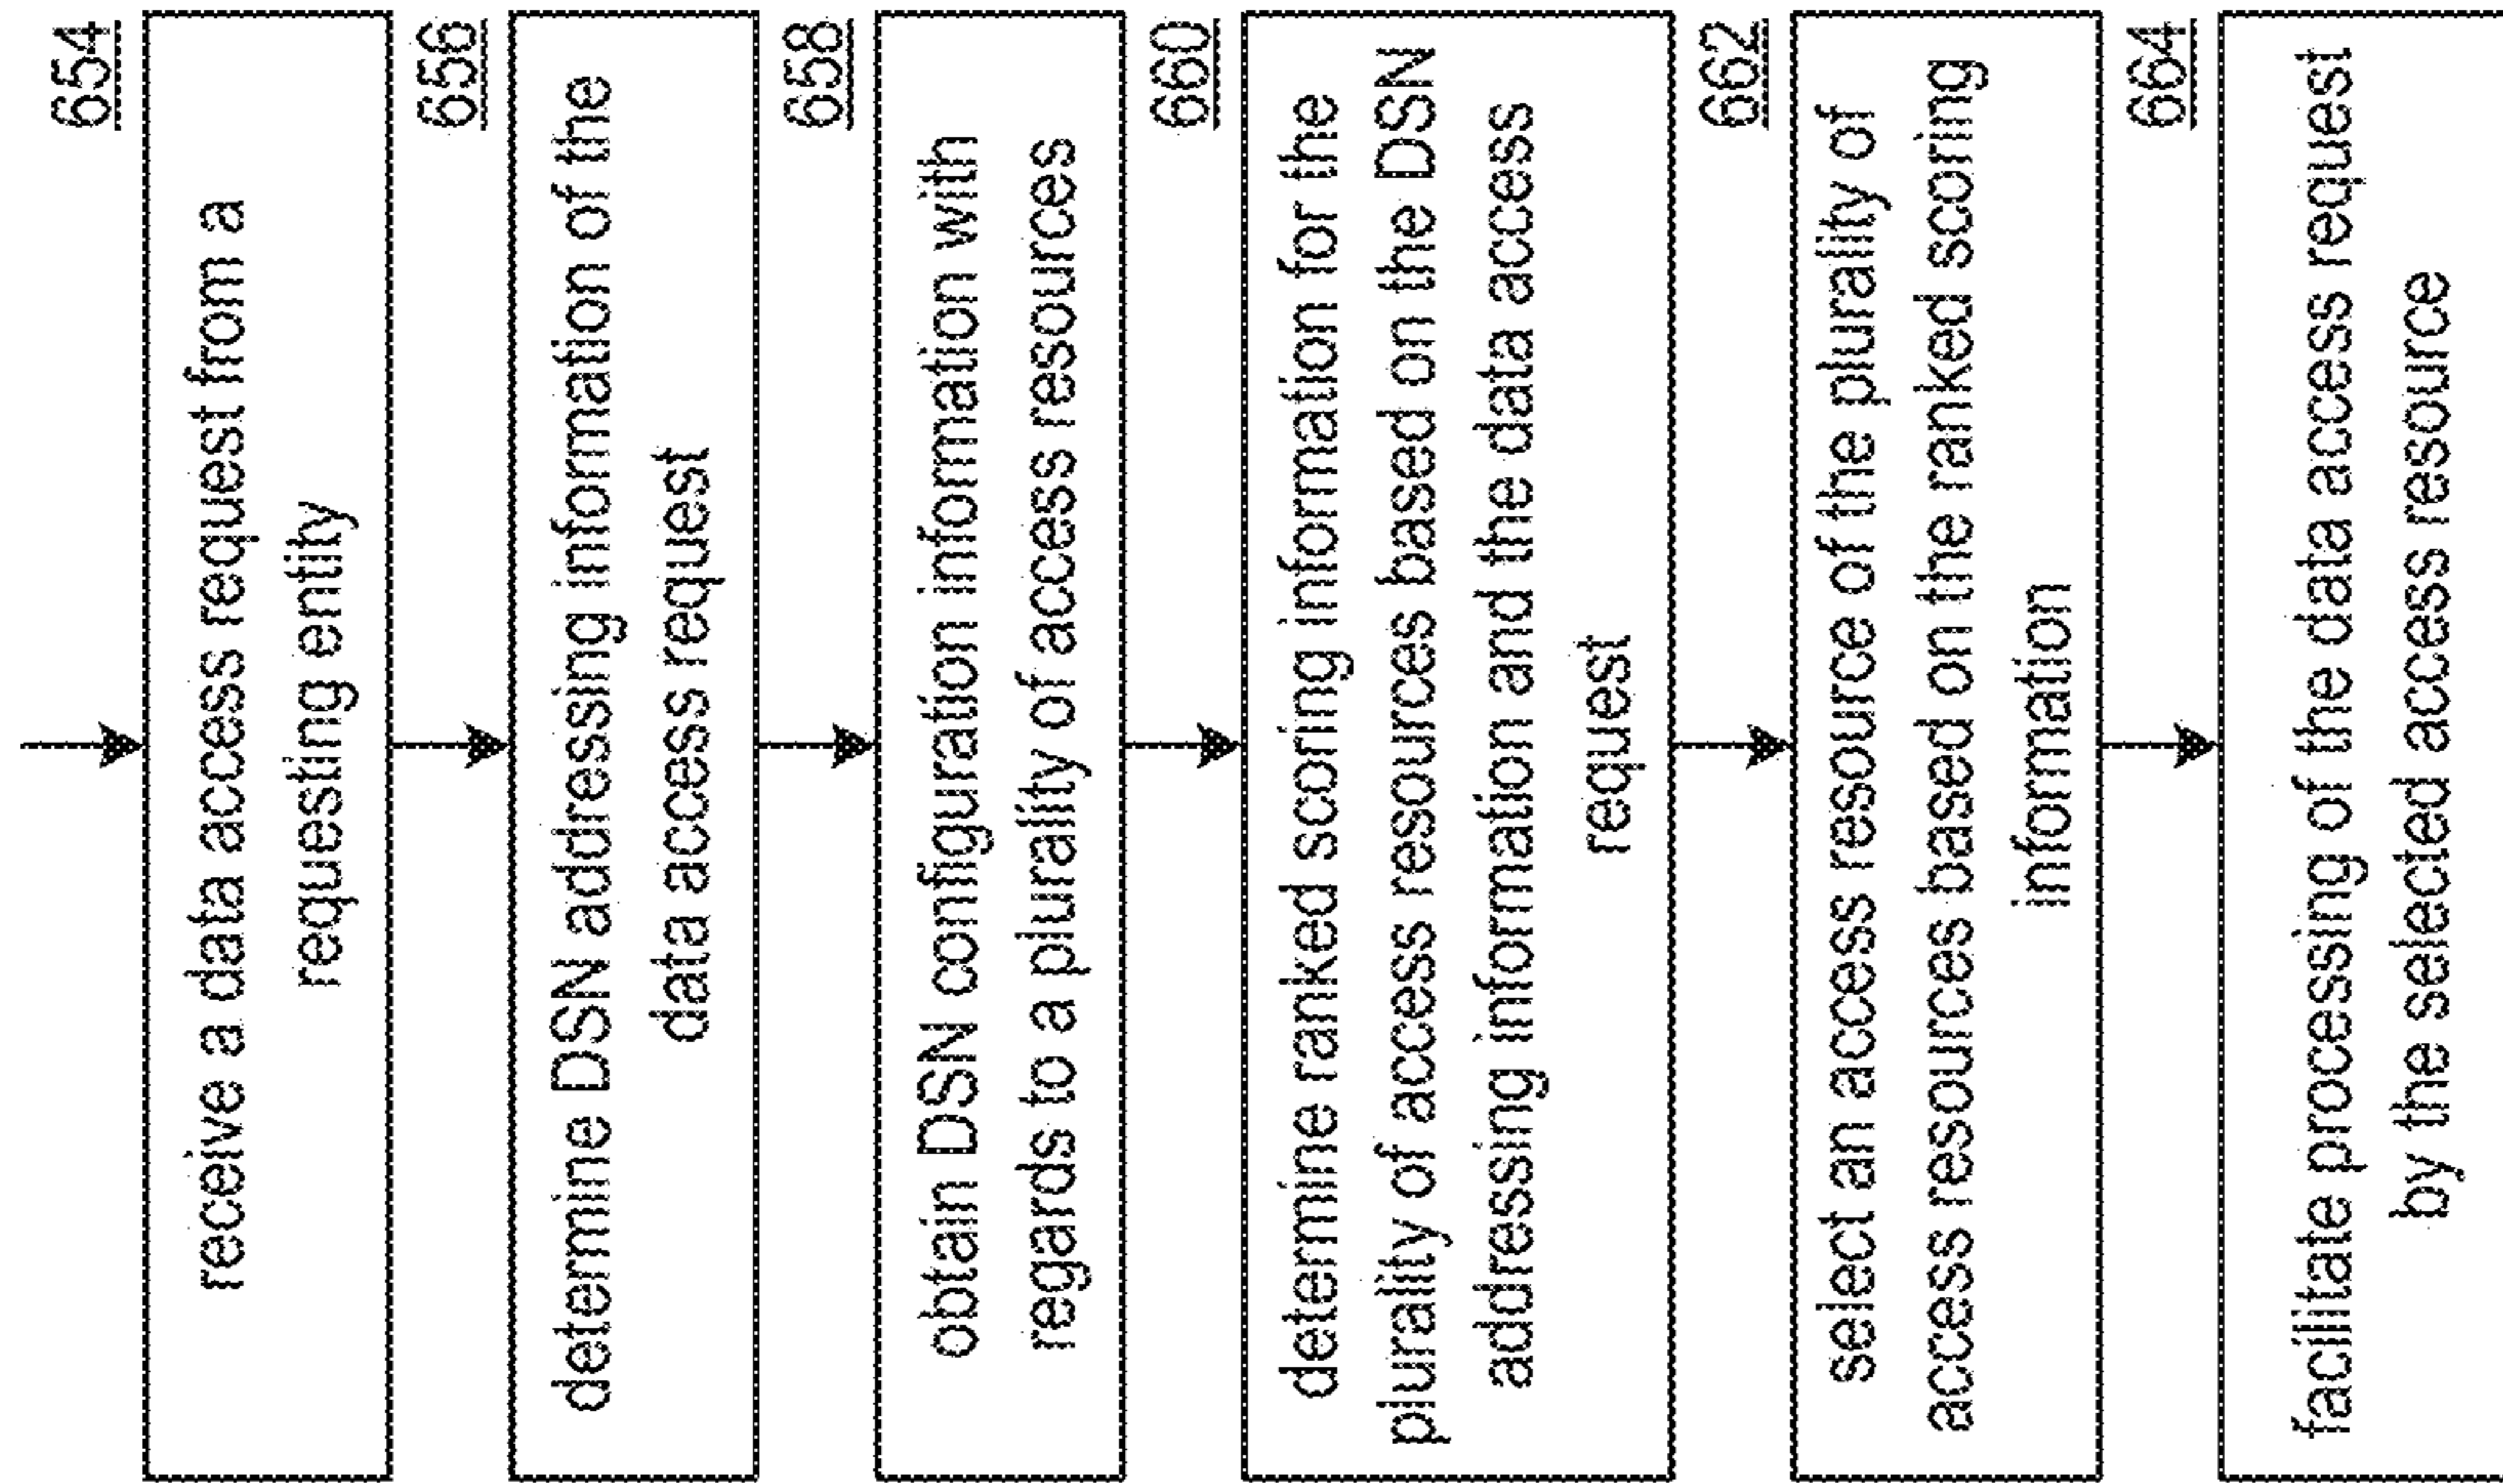 654
receive a data access request from a
requesting entity
656
determine DSN addressing information of the
data access request
658
obtain DSN configuration information with
regards to a plurality of access resources
660
determine ranked scoring information for the
plurality of access resources based on the DSN
addressing information and the data access
request
662
select an access resource of the plurality of
access resources based on the ranked scoring
information
664
facilitate processing of the data access request
by the selected access resource